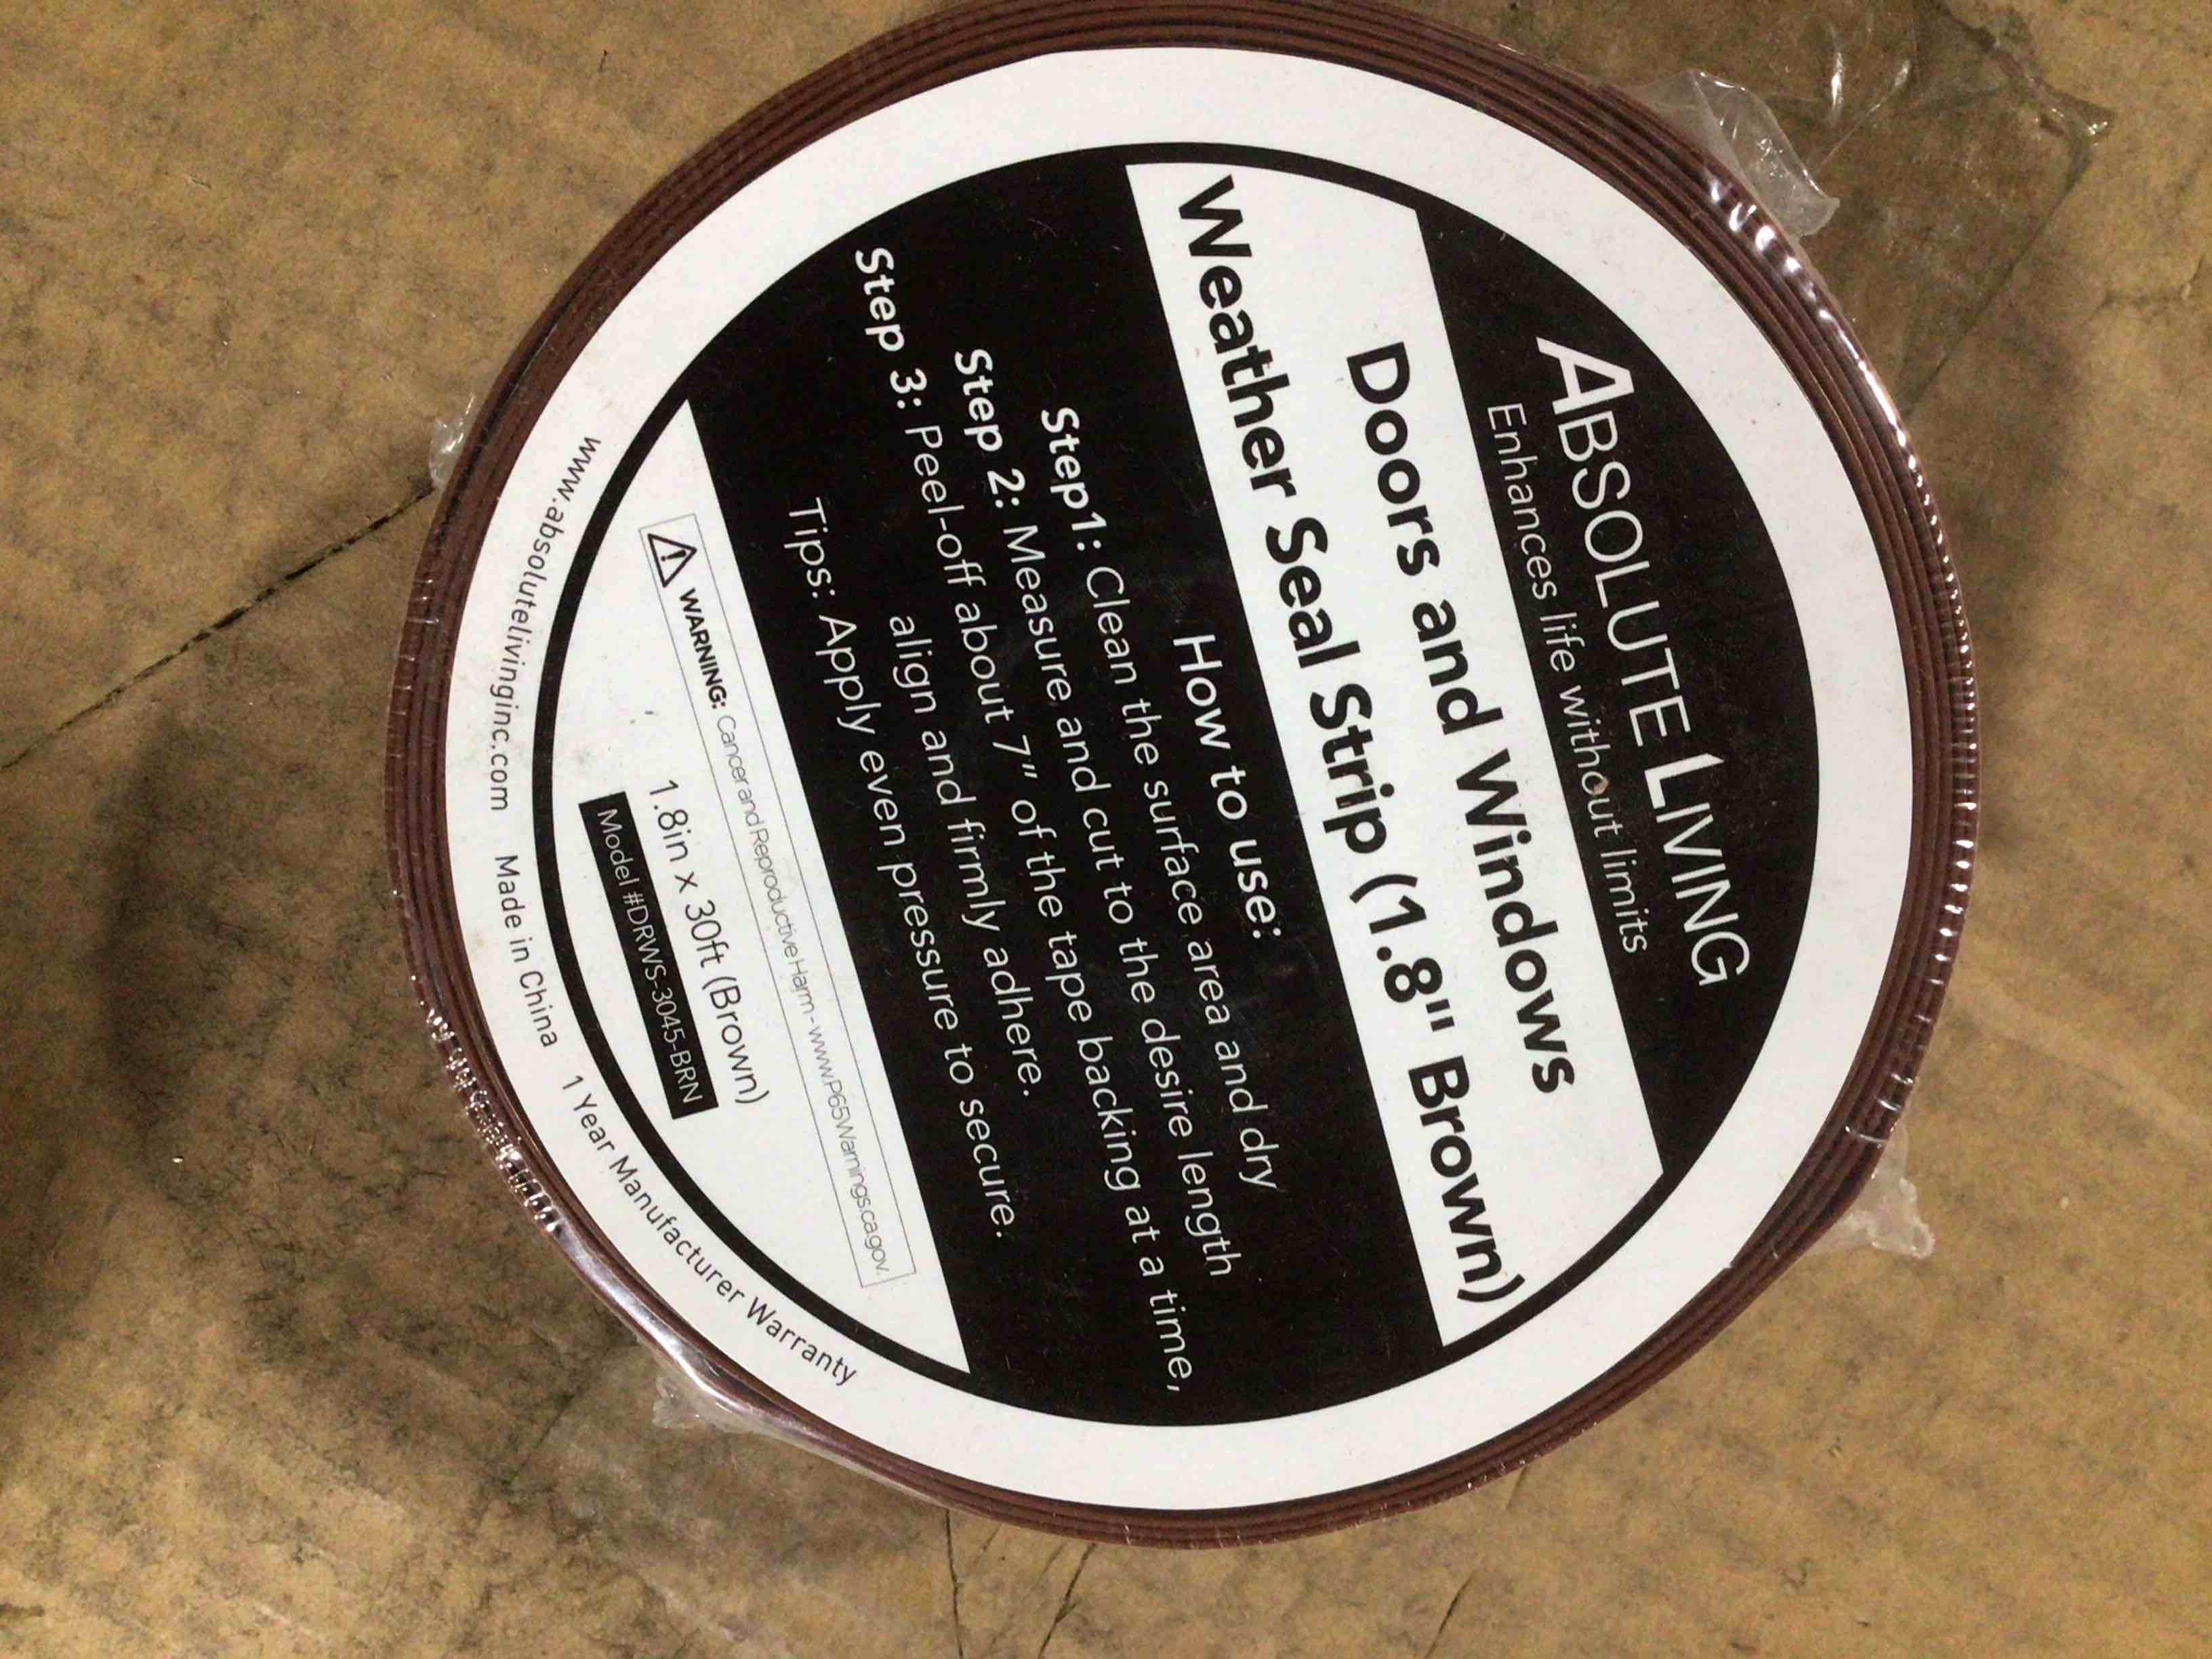 ABSOLUTE LIVING
Enhances life without limits
Doors and Windows
Weather Seal Strip (1.8" Brown)
How to use:
Step1: Clean the surface area and dry
Step 2: Measure and cut to the desire length
Step 3: Peel-off about 7" of the tape backing at a time,
align and firmly adhere.
Tips: Apply even pressure to secure.
WARNING: Cancer and Reproductive Harm - www.P65Warnings.ca.gov.
1.8in x 30ft (Brown)
Model #DRWS-3045-BRN
www.absolutelivinginc.com Made in China 1 Year Manufacturer Warranty